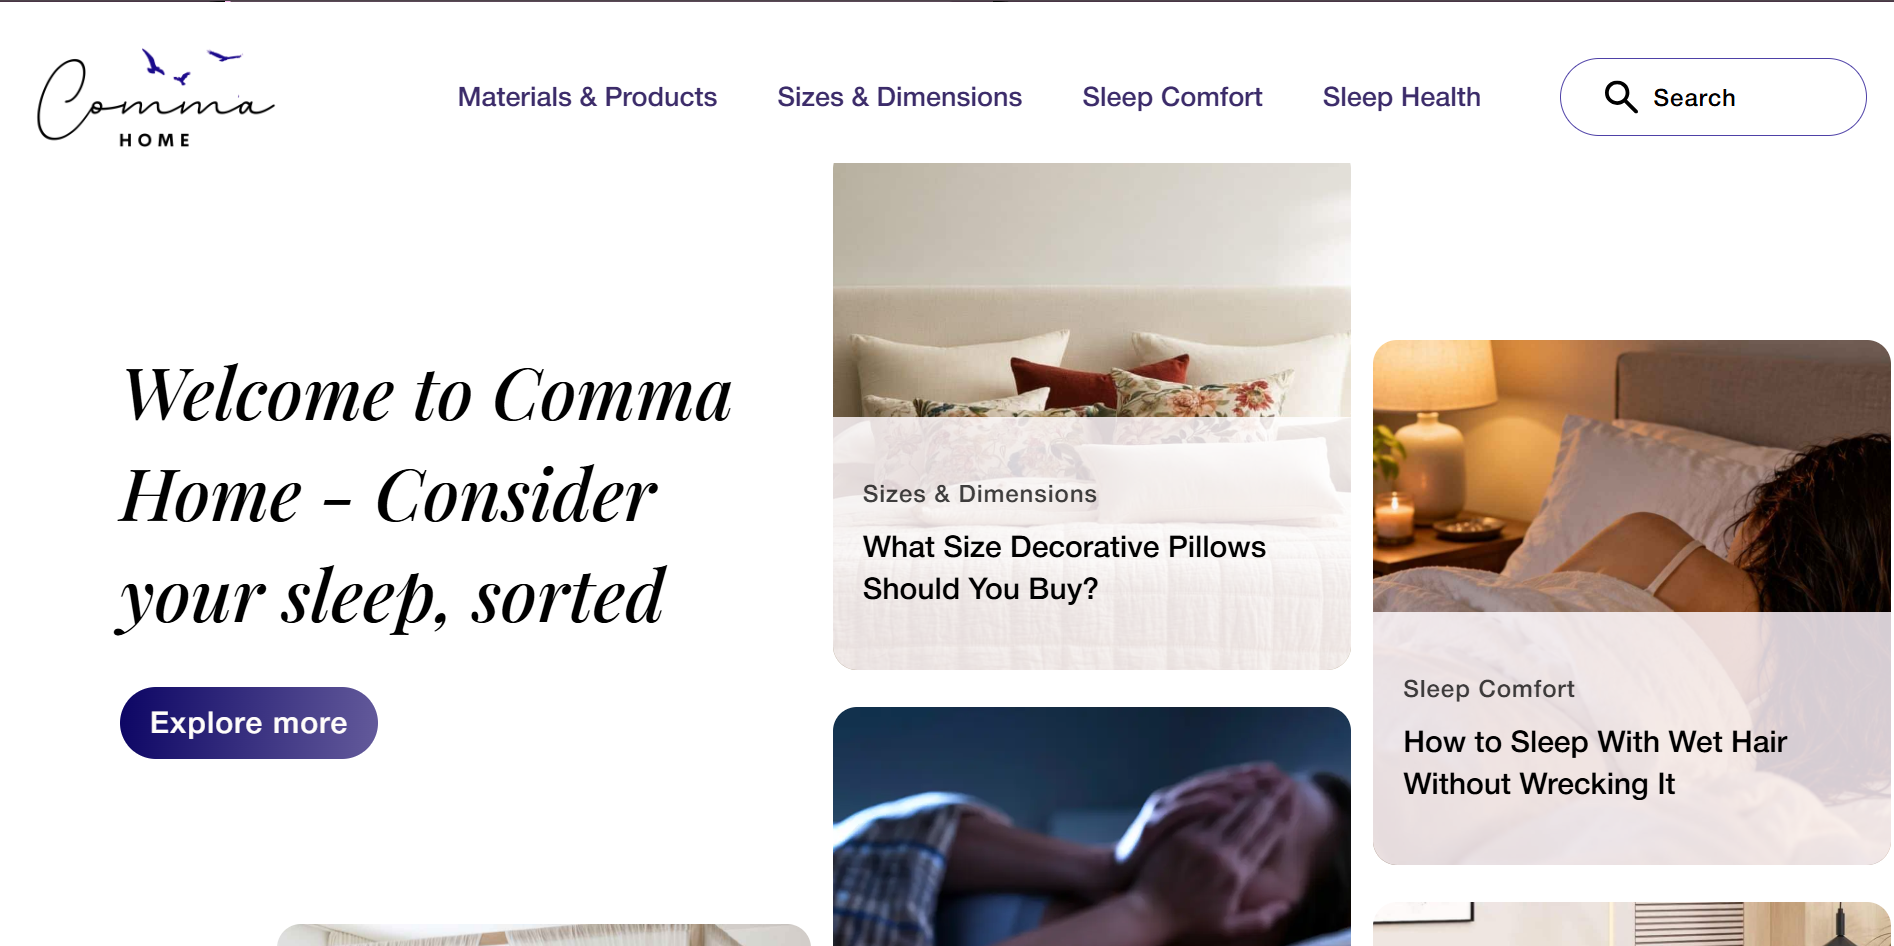 Comma
HOME
Materials & Products
Sizes & Dimensions
Sleep Comfort
Sleep Health
Search
Welcome to Comma
Home - Consider
your sleep, sorted
Explore more
Sizes & Dimensions
What Size Decorative Pillows
Should You Buy?
Sleep Comfort
How to Sleep With Wet Hair
Without Wrecking It